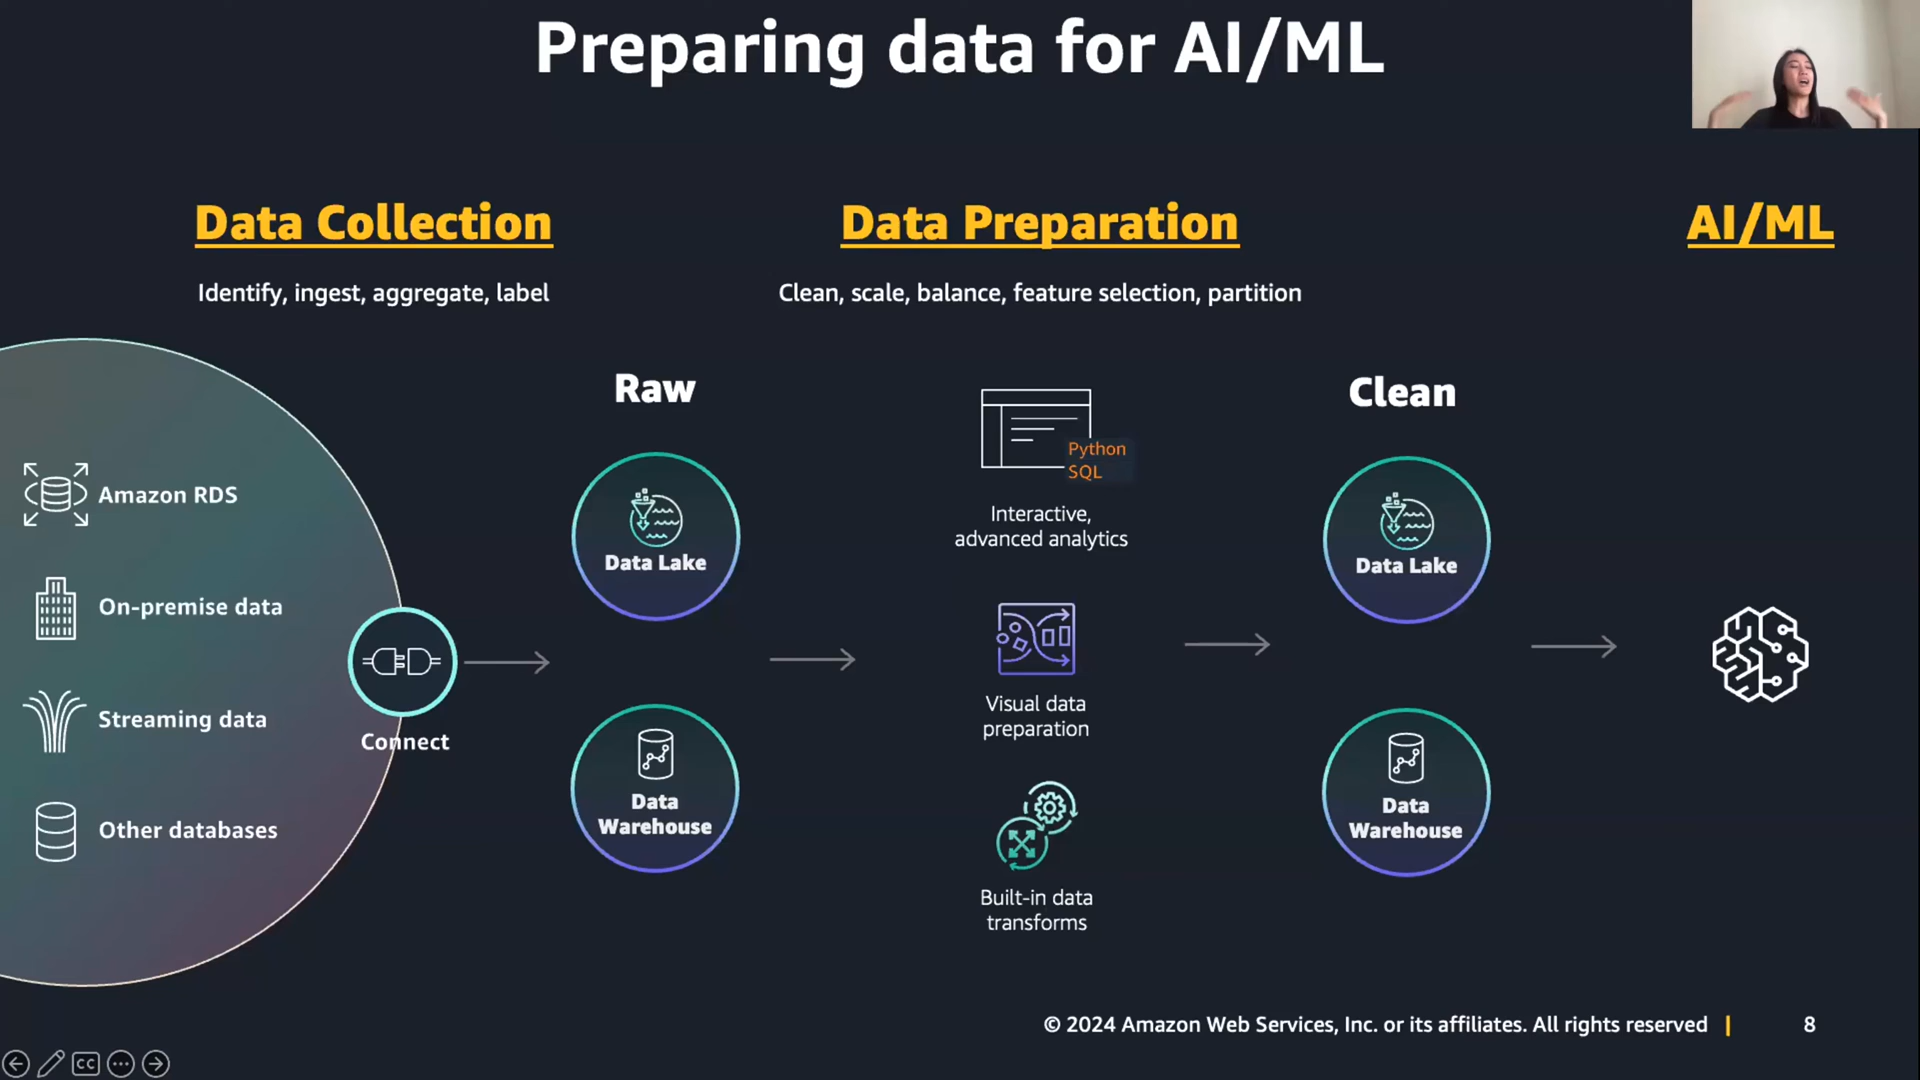 Preparing data for AI/ML
Data Collection
Identify, ingest, aggregate, label
Data Preparation
Clean, scale, balance, feature selection, partition
AI/ML
Amazon RDS
On-premise data
Streaming data
Other databases
Connect
Raw
Data Lake
Data
Warehouse
Python
SQL
Interactive,
advanced analytics
Visual data
preparation
Built-in data
transforms
Clean
Data Lake
Data
Warehouse
© 2024 Amazon Web Services, Inc. or its affiliates. All rights reserved | 8
CC